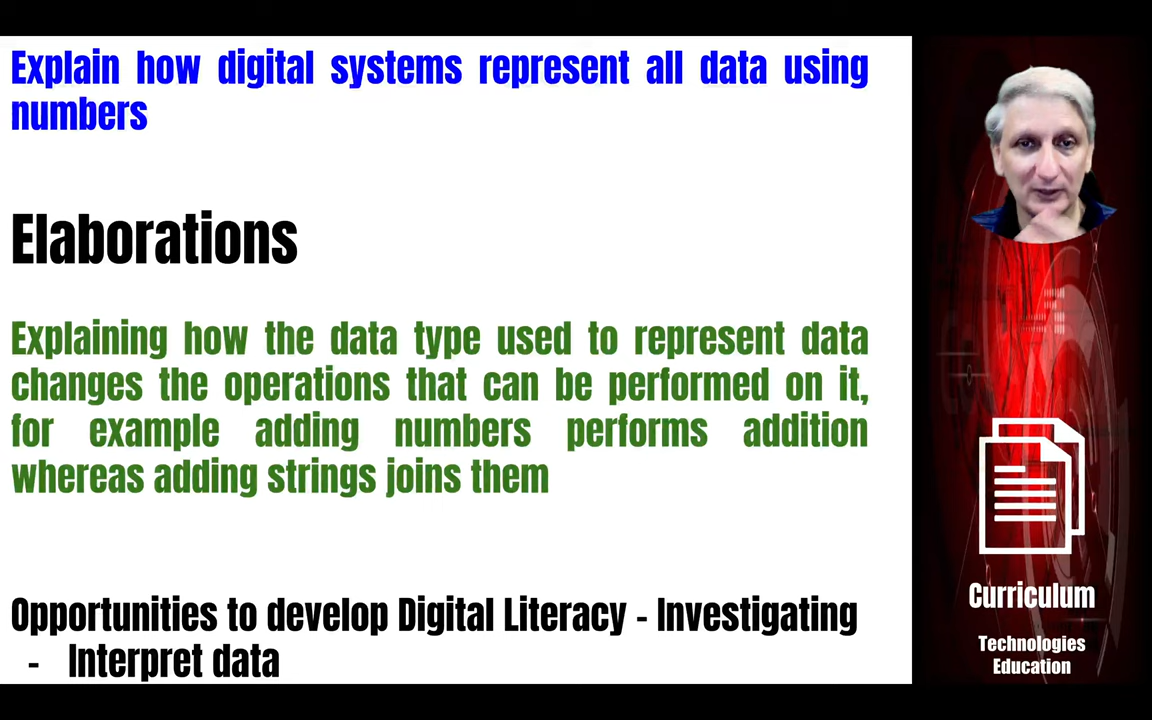 Explain how digital systems represent all data using
numbers
Elaborations
Explaining how the data type used to represent data
changes the operations that can be performed on it,
for example adding numbers performs addition
whereas adding strings joins them
Opportunities to develop Digital Literacy - Investigating
- Interpret data
Curriculum
Technologies
Education